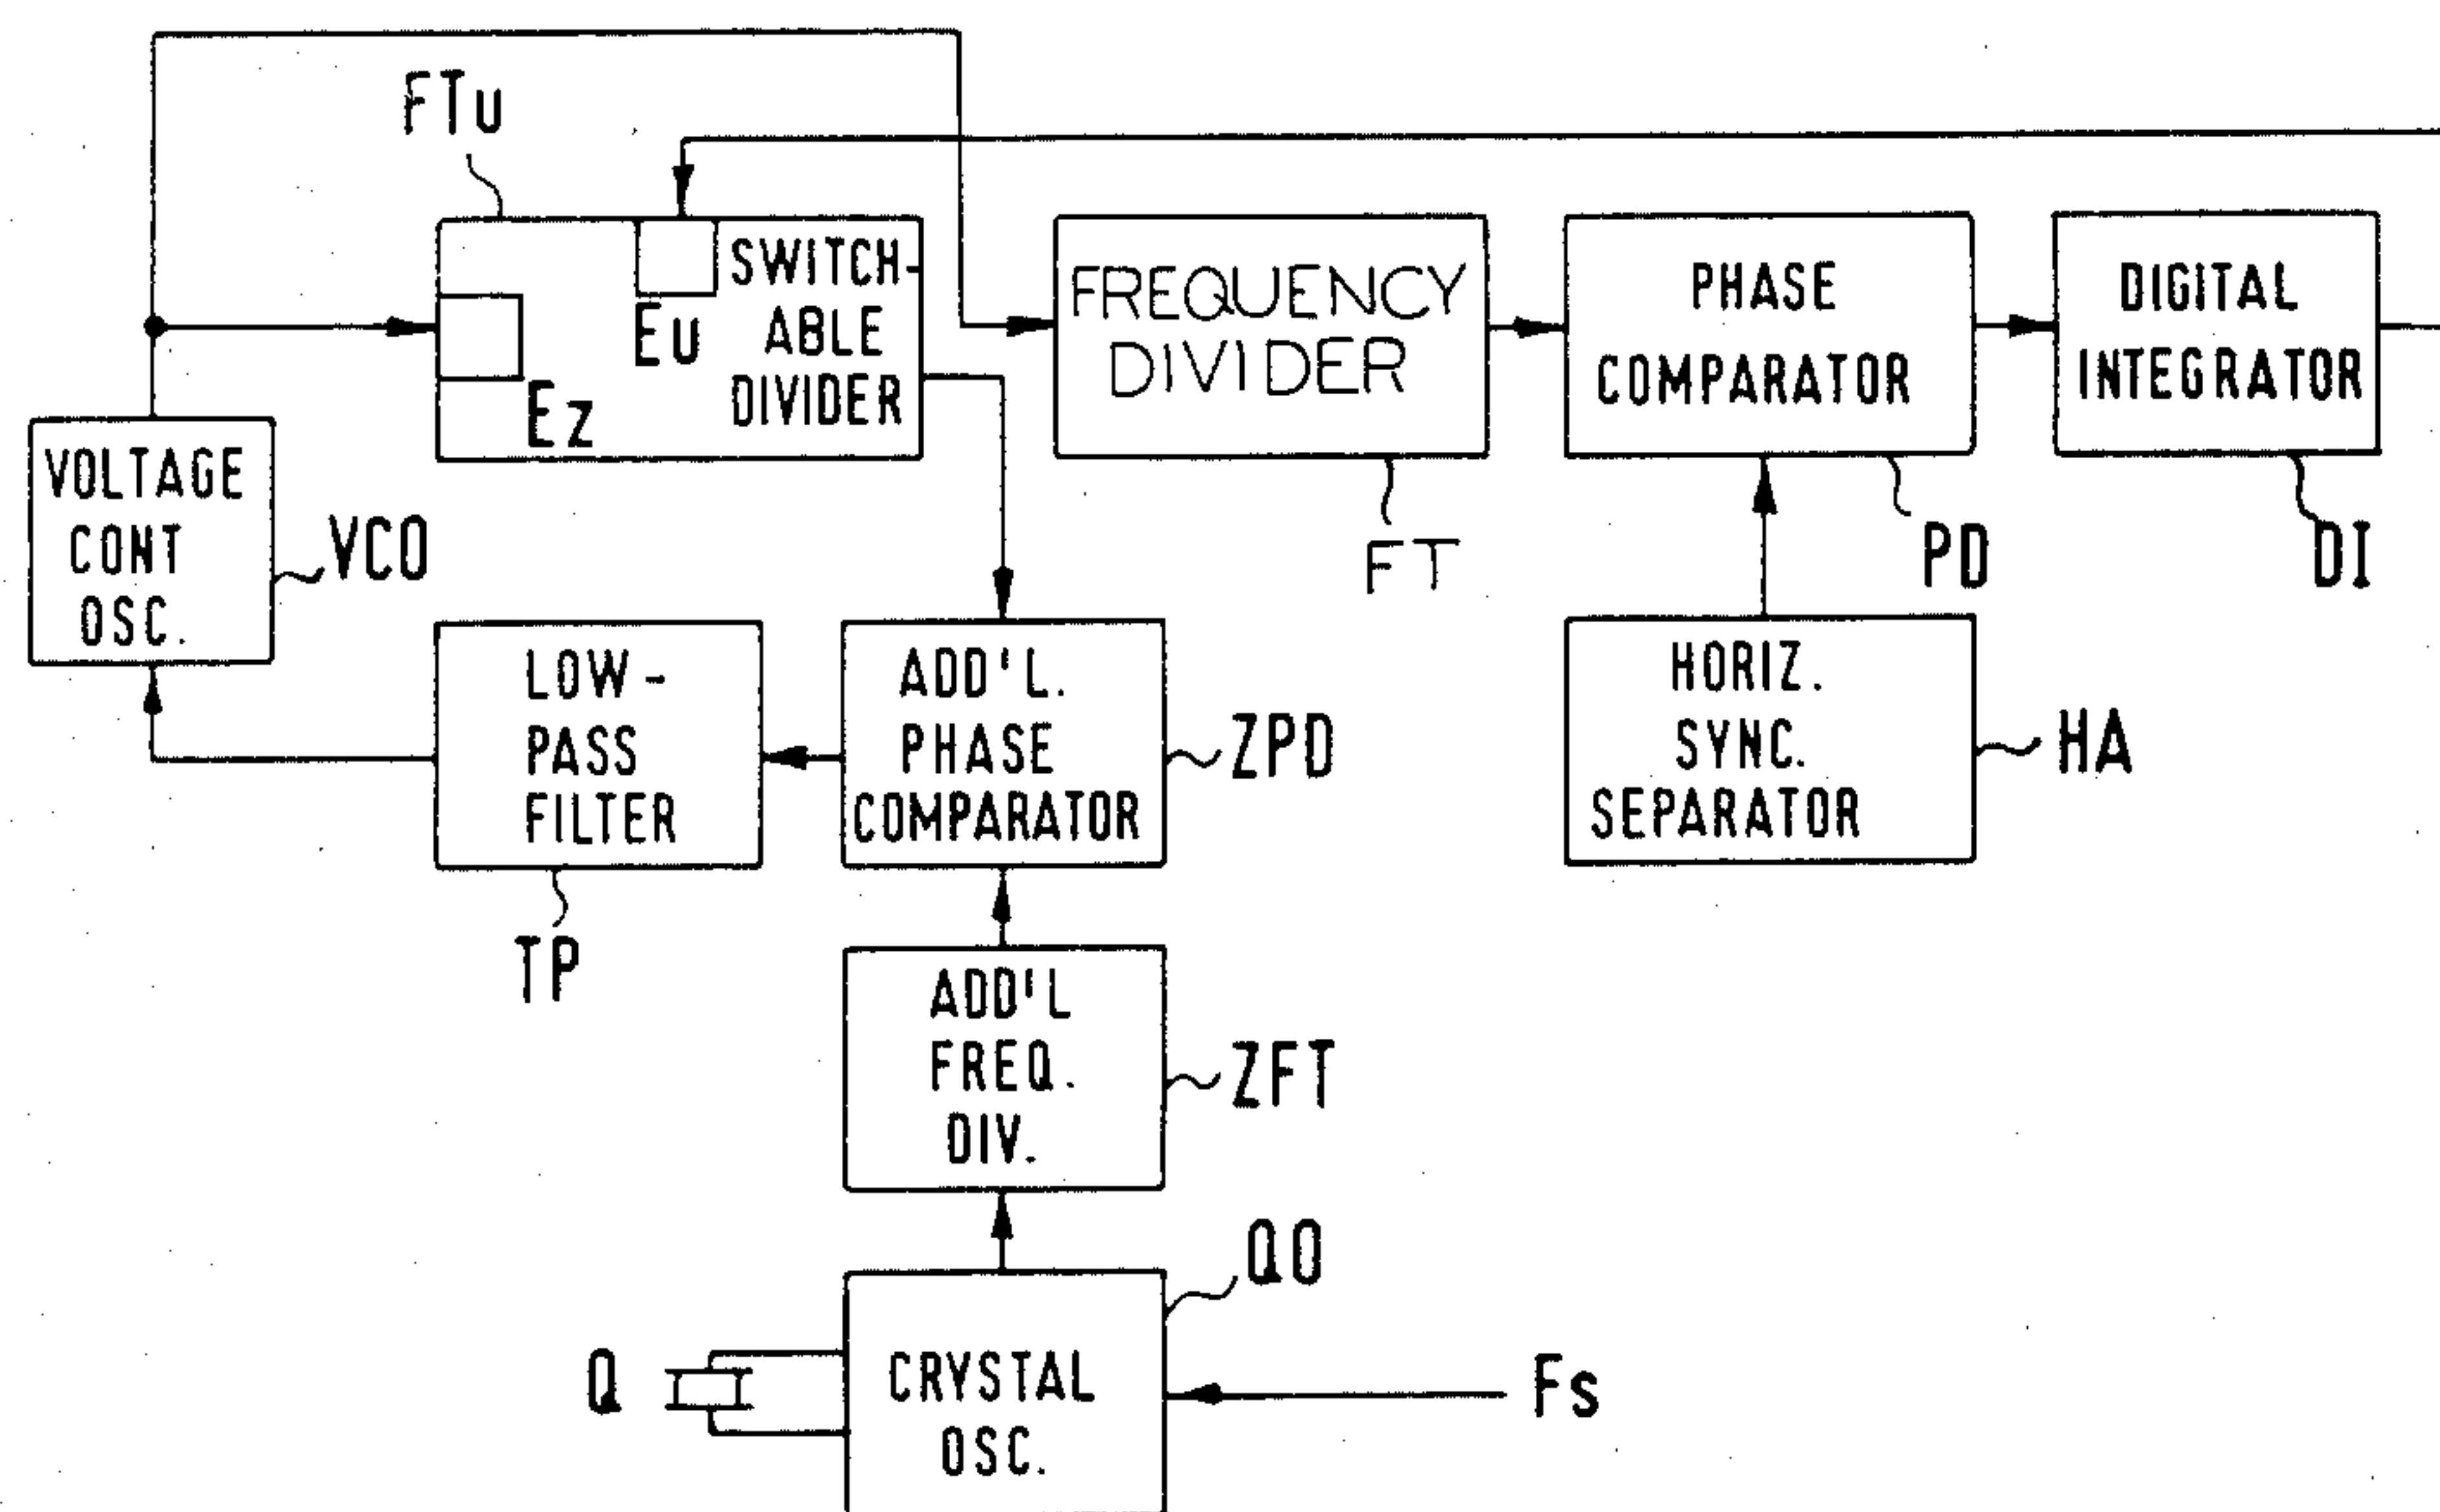 FTu
SWITCH-
ABLE
DIVIDER
Eu
Ez
FREQUENCY
DIVIDER
FT
PHASE
COMPARATOR
PD
DIGITAL
INTEGRATOR
DI
VOLTAGE
CONT
OSC.
VCO
LOW-
PASS
FILTER
TP
ADD'L.
PHASE
COMPARATOR
ZPD
HORIZ.
SYNC.
SEPARATOR
HA
ADD'L
FREQ.
DIV.
ZFT
QO
Q
CRYSTAL
OSC.
Fs